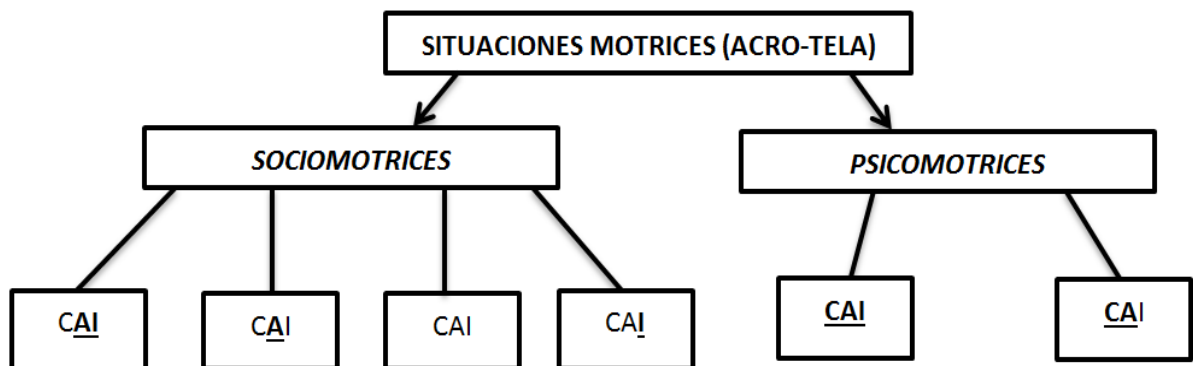 SITUACIONES MOTRICES (ACRO-TELA)
SOCIOMOTRICES
PSICOMOTRICES
CAI
CAI
CAI
CAI
CAI
CAI